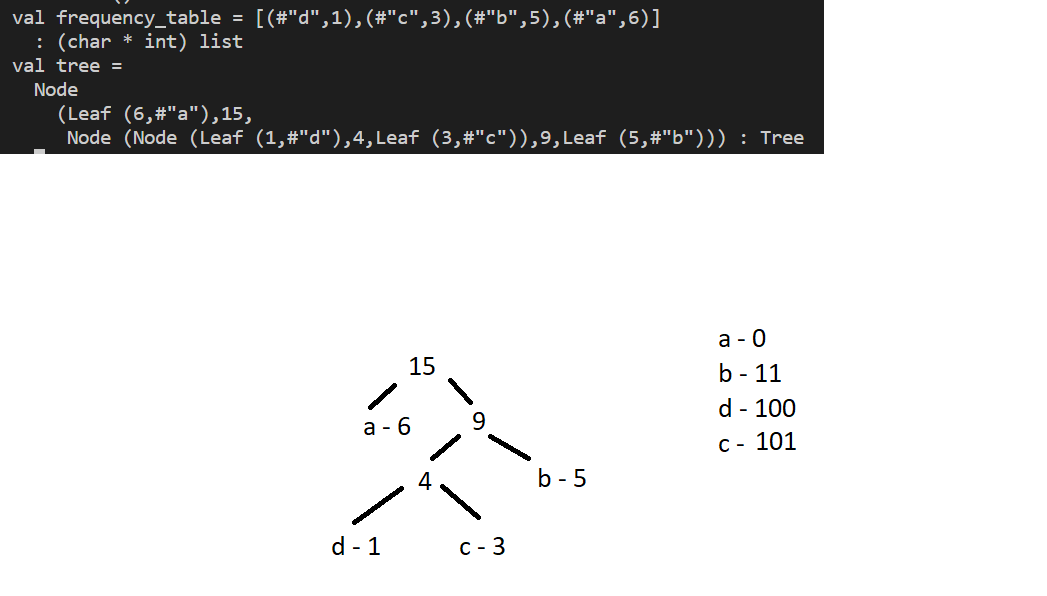 val frequency_table = [(#"d",1),(#"c",3),(#"b",5),(#"a",6)]
: (char * int) list
val tree =
Node
(Leaf (6,#"a"),15,
Node (Node (Leaf (1,#"d"),4,Leaf (3,#"c")),9,Leaf (5,#"b"))) : Tree
15
a - 6
9
4
b - 5
d - 1
c - 3
a - 0
b - 11
d - 100
c - 101